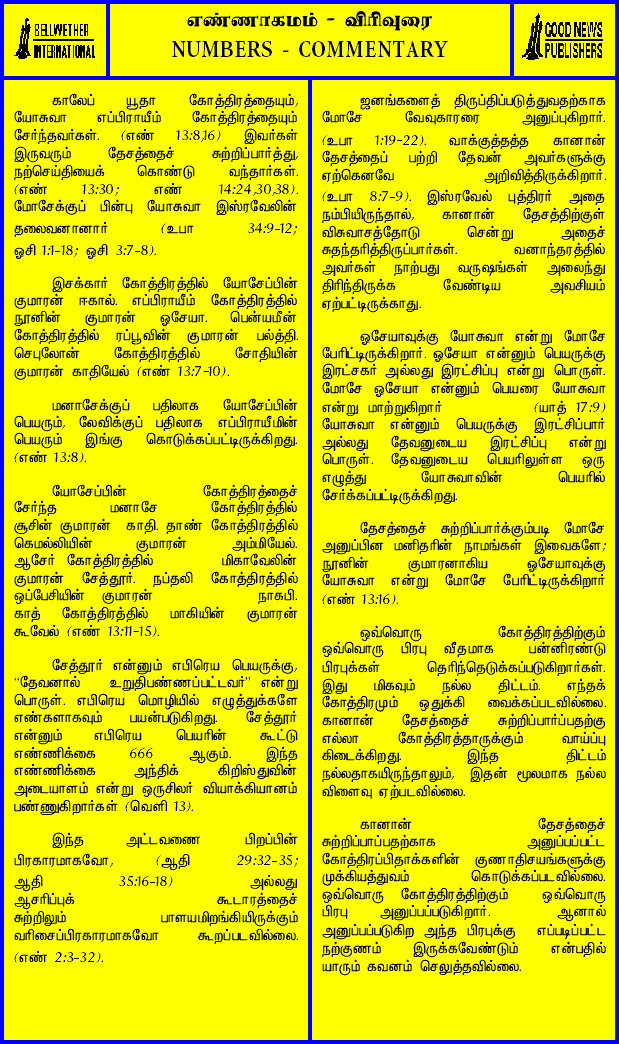 BELLWETHER
INTERNATIONAL
எண்ணாகமம் - விரிவுரை
NUMBERS - COMMENTARY
GOOD NEWS
PUBLISHERS
காலேப் யூதா கோத்திரத்தையும்,
யோசுவா எப்பிராயீம் கோத்திரத்தையும்
சேர்ந்தவர்கள். (எண் 13:8,16) இவர்கள்
இருவரும் தேசத்தைச் சுற்றிப்பார்த்து,
நற்செய்தியைக் கொண்டு வந்தார்கள்.
(எண் 13:30; எண் 14:24,30,38).
மோசேக்குப் பின்பு யோசுவா இஸ்ரவேலின்
தலைவனானார் (உபா 34:9-12;
ஓசி 1:1-18; ஓசி 3:7-8).
இசக்கார் கோத்திரத்தில் யோசேப்பின்
குமாரன் ஈகால். எப்பிராயீம் கோத்திரத்தில்
நூனின் குமாரன் ஓசேயா. பென்யமீன்
கோத்திரத்தில் ரப்பூவின் குமாரன் பல்த்தி.
செபுலோன் கோத்திரத்தில் சோதியின்
குமாரன் காதியேல் (எண் 13:7-10).
மனாசேக்குப் பதிலாக யோசேப்பின்
பெயரும், லேவிக்குப் பதிலாக எப்பிராயீமின்
பெயரும் இங்கு கொடுக்கப்பட்டிருக்கிறது.
(எண் 13:8).
யோசேப்பின் கோத்திரத்தைச்
சேர்ந்த மனாசே கோத்திரத்தில்
சூசின் குமாரன் காதி. தாண் கோத்திரத்தில்
கெமல்லியின் குமாரன் அம்மியேல்.
ஆசேர் கோத்திரத்தில் மிகாவேலின்
குமாரன் சேத்தூர். நப்தலி கோத்திரத்தில்
ஒப்பேசியின் குமாரன் நாகபி.
காத் கோத்திரத்தில் மாகியின் குமாரன்
கூவேல் (எண் 13:11-15).
சேத்தூர் என்னும் எபிரெய பெயருக்கு,
“தேவனால் உறுதிபண்ணப்பட்டவர்” என்று
பொருள். எபிரெய மொழியில் எழுத்துக்களே
எண்களாகவும் பயன்படுகிறது. சேத்தூர்
என்னும் எபிரெய பெயரின் கூட்டு
எண்ணிக்கை 666 ஆகும். இந்த
எண்ணிக்கை அந்திக் கிறிஸ்துவின்
அடையாளம் என்று ஒருசிலர் வியாக்கியானம்
பண்ணுகிறார்கள் (வெளி 13).
இந்த அட்டவணை பிறப்பின்
பிரகாரமாகவோ, (ஆதி 29:32-35;
ஆதி 35:16-18) அல்லது
ஆசரிப்புக் கூடாரத்தைச்
சுற்றிலும் பாளயமிறங்கியிருக்கும்
வரிசைப்பிரகாரமாகவோ கூறப்படவில்லை.
(எண் 2:3-32).
ஜனங்களைத் திருப்திப்படுத்துவதற்காக
மோசே வேவுகாரரை அனுப்புகிறார்.
(உபா 1:19-22). வாக்குத்தத்த கானான்
தேசத்தைப் பற்றி தேவன் அவர்களுக்கு
ஏற்கெனவே அறிவித்திருக்கிறார்.
(உபா 8:7-9). இஸ்ரவேல் புத்திரர் அதை
நம்பியிருந்தால், கானான் தேசத்திற்குள்
விசுவாசத்தோடு சென்று அதைச்
சுதந்தரித்திருப்பார்கள். வனாந்தரத்தில்
அவர்கள் நாற்பது வருஷங்கள் அலைந்து
திரிந்திருக்க வேண்டிய அவசியம்
ஏற்பட்டிருக்காது.
ஓசேயாவுக்கு யோசுவா என்று மோசே
பேரிட்டிருக்கிறார். ஓசேயா என்னும் பெயருக்கு
இரட்சகர் அல்லது இரட்சிப்பு என்று பொருள்.
மோசே ஓசேயா என்னும் பெயரை யோசுவா
என்று மாற்றுகிறார் (யாத் 17:9)
யோசுவா என்னும் பெயருக்கு இரட்சிப்பார்
அல்லது தேவனுடைய இரட்சிப்பு என்று
பொருள். தேவனுடைய பெயரிலுள்ள ஒரு
எழுத்து யோசுவாவின் பெயரில்
சேர்க்கப்பட்டிருக்கிறது.
தேசத்தைச் சுற்றிப்பார்க்கும்படி மோசே
அனுப்பின மனிதரின் நாமங்கள் இவைகளே;
நூனின் குமாரனாகிய ஓசேயாவுக்கு
யோசுவா என்று மோசே பேரிட்டிருக்கிறார்
(எண் 13:16).
ஒவ்வொரு கோத்திரத்திற்கும்
ஒவ்வொரு பிரபு வீதமாக பன்னிரண்டு
பிரபுக்கள் தெரிந்தெடுக்கப்படுகிறார்கள்.
இது மிகவும் நல்ல திட்டம். எந்தக்
கோத்திரமும் ஒதுக்கி வைக்கப்படவில்லை.
கானான் தேசத்தைச் சுற்றிப்பார்ப்பதற்கு
எல்லா கோத்திரத்தாருக்கும் வாய்ப்பு
கிடைக்கிறது. இந்த திட்டம்
நல்லதாகயிருந்தாலும், இதன் மூலமாக நல்ல
விளைவு ஏற்படவில்லை.
கானான் தேசத்தைச்
சுற்றிப்பாப்பதற்காக அனுப்பப்பட்ட
கோத்திரப்பிதாக்களின் குணாதிசயங்களுக்கு
முக்கியத்துவம் கொடுக்கப்படவில்லை.
ஒவ்வொரு கோத்திரத்திற்கும் ஒவ்வொரு
பிரபு அனுப்பப்படுகிறார். ஆனால்
அனுப்பப்படுகிற அந்த பிரபுக்கு எப்படிப்பட்ட
நற்குணம் இருக்கவேண்டும் என்பதில்
யாரும் கவனம் செலுத்தவில்லை.